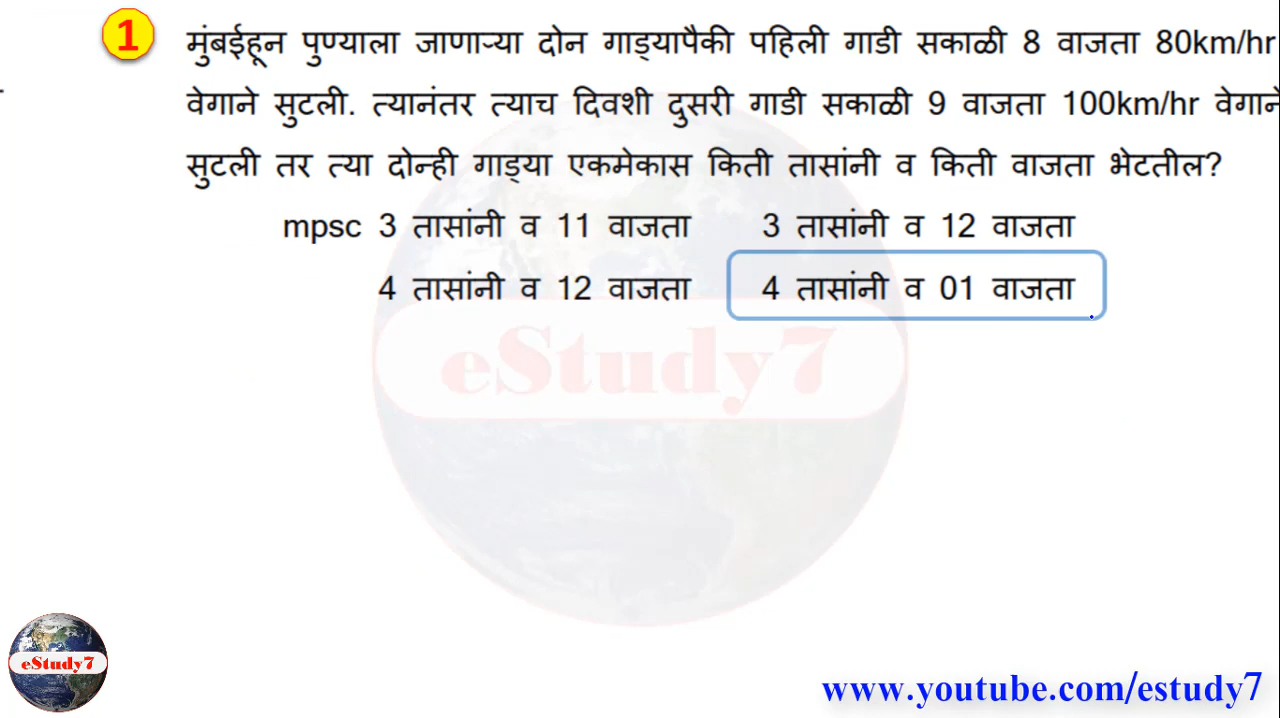 1 मुंबईहून पुण्याला जाणाऱ्या दोन गाड्यापैकी पहिली गाडी सकाळी 8 वाजता 80km/hr
वेगाने सुटली. त्यानंतर त्याच दिवशी दुसरी गाडी सकाळी 9 वाजता 100km/hr वेगाने
सुटली तर त्या दोन्ही गाड्या एकमेकास किती तासांनी व किती वाजता भेटतील?
mpsc 3 तासांनी व 11 वाजता 3 तासांनी व 12 वाजता
4 तासांनी व 12 वाजता 4 तासांनी व 01 वाजता
eStudy7
eStudy7
www.youtube.com/estudy7